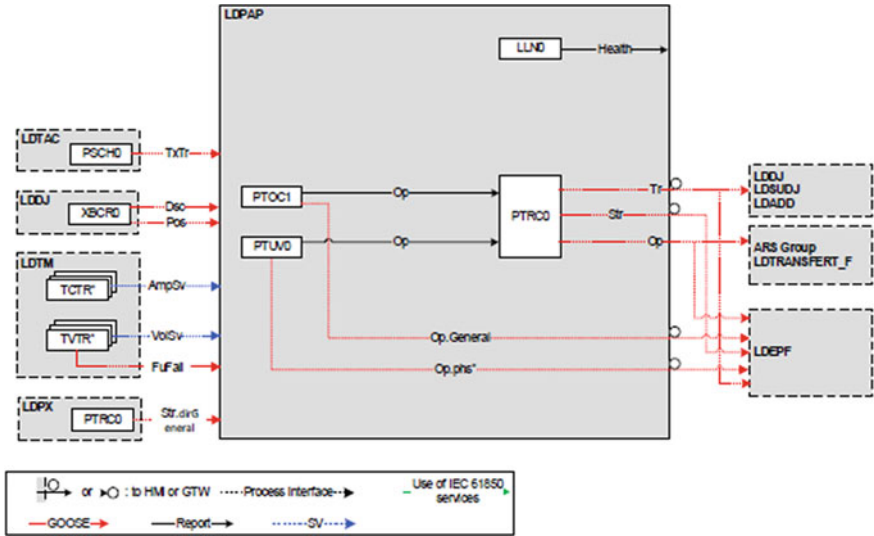 LDPAP
LLN0
Health
LDTAC
PSCH0
TxTr
LDDJ
XBCR0
Dsc
Pos
LDTM
TCTR*
AmpSv
TVTR*
VolSv
FuFail
LDPX
PTRC0
Str.dirG
eneral
PTOC1
Op
PTUV0
Op
PTRC0
Tr
Str
Op
Op.General
Op.phs*
LDDJ
LDSUDJ
LDADD
ARS Group
LDTRANSFERT_F
LDEPF
or : to HMI or GTW
Process Interface
Use of IEC 61850
services
GOOSE
Report
SV